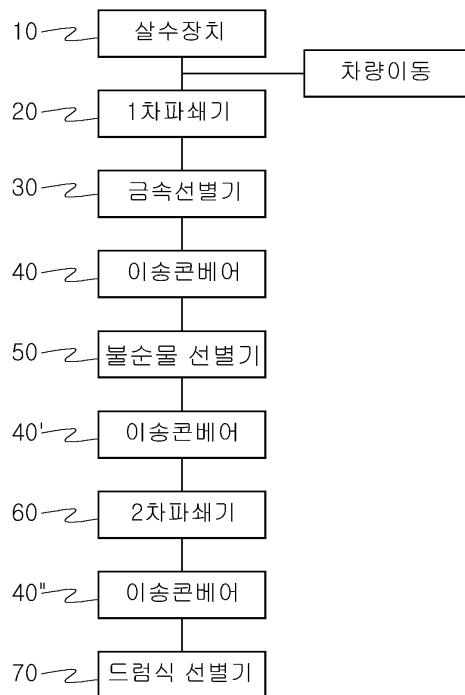 10 살수장치
차량이동
20 1차파쇄기
30 금속선별기
40 이송콘베어
50 불순물 선별기
40' 이송콘베어
60 2차파쇄기
40" 이송콘베어
70 드럼식 선별기